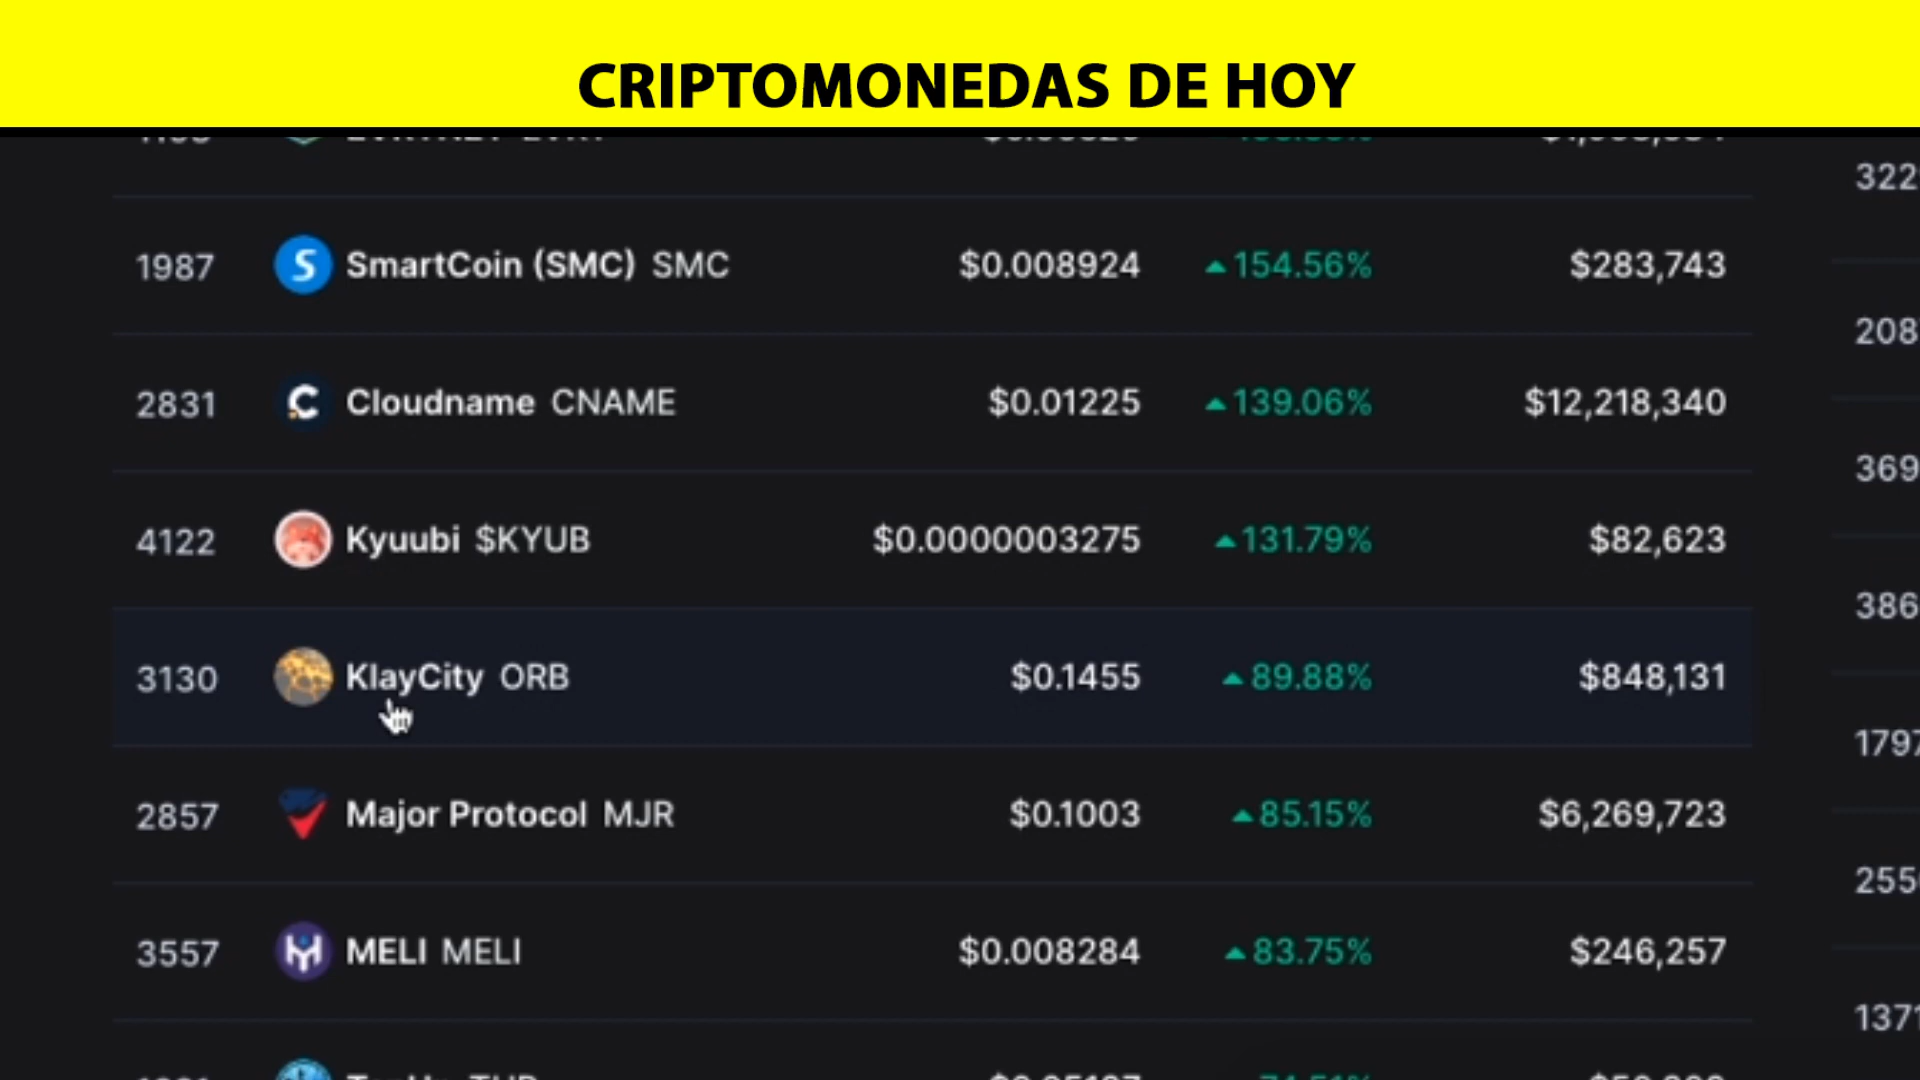 CRIPTOMONEDAS DE HOY
322
1987 SmartCoin (SMC) SMC $0.008924 154.56% $283,743
208
2831 Cloudname CNAME $0.01225 139.06% $12,218,340
369
4122 Kyuubi $KYUB $0.0000003275 131.79% $82,623
386
3130 KlayCity ORB $0.1455 89.88% $848,131
1797
2857 Major Protocol MJR $0.1003 85.15% $6,269,723
255
3557 MELI MELI $0.008284 83.75% $246,257
1371